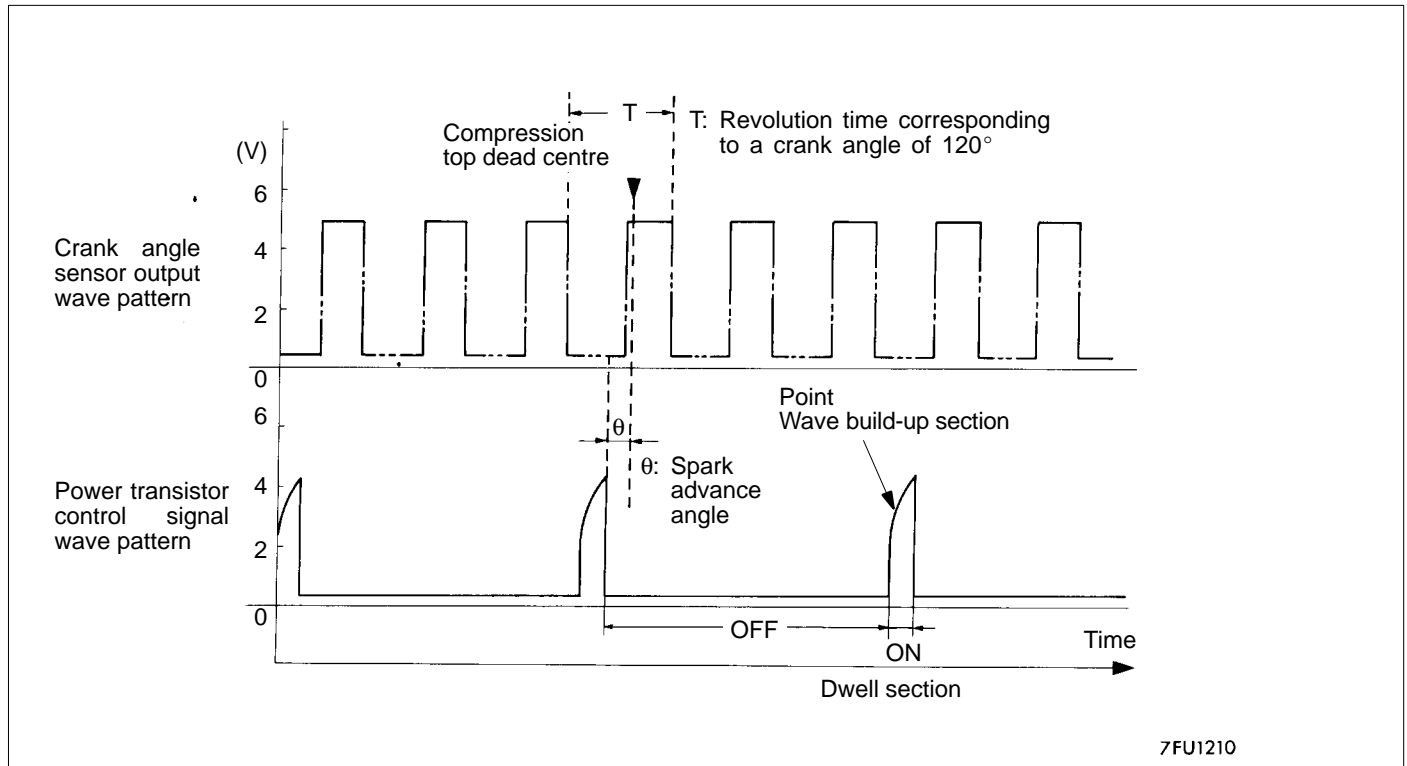 T
T: Revolution time corresponding
to a crank angle of 120°
Compression
top dead centre
(V)
6
4
2
0
Crank angle
sensor output
wave pattern
Point
Wave build-up section
6
4
2
0
θ
θ: Spark
advance
angle
Power transistor
control signal
wave pattern
OFF
ON
Time
Dwell section
7FU1210